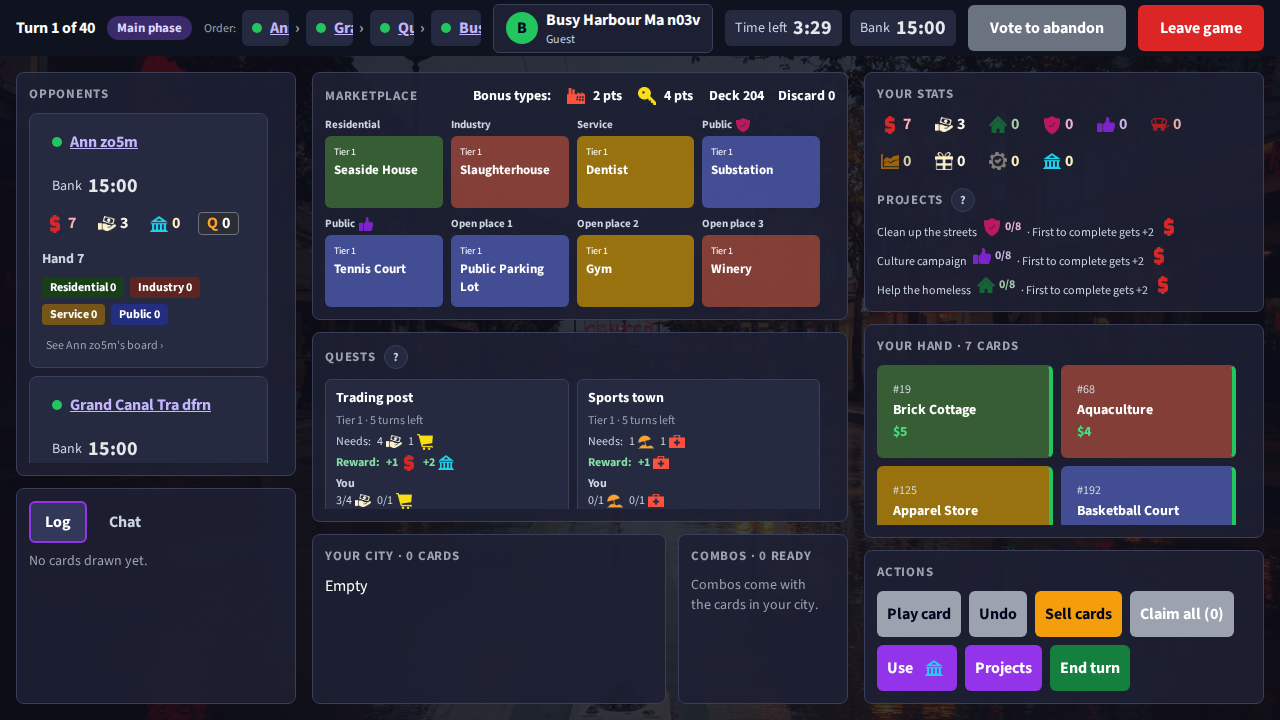 Turn 1 of 40 Main phase Order: An › Gra › Qu › Bus
B Busy Harbour Ma n03v
Guest
Time left 3:29 Bank 15:00 Vote to abandon Leave game
OPPONENTS
Ann zo5m
Bank 15:00
7 3 0 Q 0
Hand 7
Residential 0 Industry 0
Service 0 Public 0
See Ann zo5m's board ›
Grand Canal Tra dfrn
Bank 15:00
Log Chat
No cards drawn yet.
MARKETPLACE Bonus types: 2 pts 4 pts Deck 204 Discard 0
Residential Industry Service Public
Tier 1 Tier 1 Tier 1 Tier 1
Seaside House Slaughterhouse Dentist Substation
Public Open place 1 Open place 2 Open place 3
Tier 1 Tier 1 Tier 1 Tier 1
Tennis Court Public Parking Lot Gym Winery
QUESTS ?
Trading post
Tier 1 · 5 turns left
Needs: 4 1
Reward: +1 +2
You
3/4 0/1
Sports town
Tier 1 · 5 turns left
Needs: 1 1
Reward: +1
You
0/1 0/1
YOUR CITY · 0 CARDS
Empty
COMBOS · 0 READY
Combos come with
the cards in your city.
YOUR STATS
7 3 0 0 0 0
0 0 0 0
PROJECTS ?
Clean up the streets 0/8 · First to complete gets +2
Culture campaign 0/8 · First to complete gets +2
Help the homeless 0/8 · First to complete gets +2
YOUR HAND · 7 CARDS
#19
Brick Cottage
$5
#68
Aquaculture
$4
#125
Apparel Store
#192
Basketball Court
ACTIONS
Play card Undo Sell cards Claim all (0)
Use Projects End turn